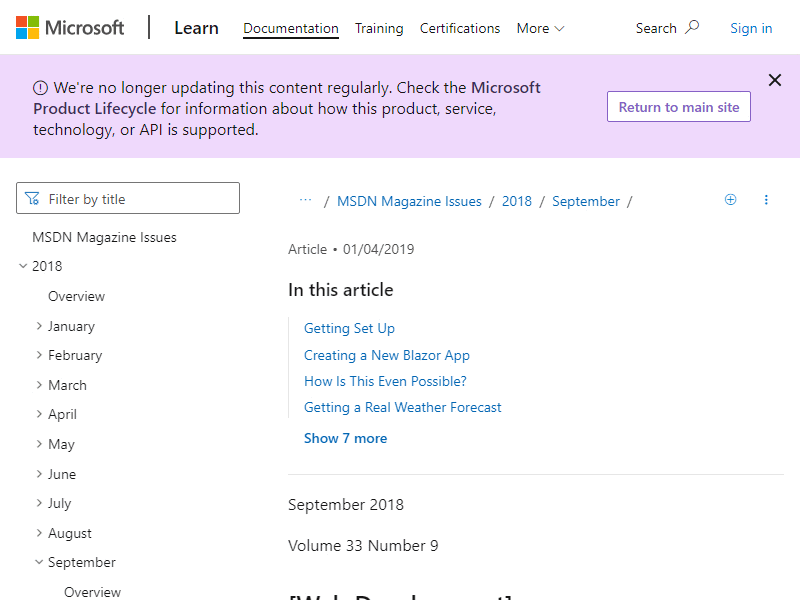 Microsoft Learn Documentation Training Certifications More Search Sign in
We're no longer updating this content regularly. Check the Microsoft
Product Lifecycle for information about how this product, service,
technology, or API is supported.
Return to main site
Filter by title
MSDN Magazine Issues
2018
Overview
January
February
March
April
May
June
July
August
September
Overview
... / MSDN Magazine Issues / 2018 / September /
Article • 01/04/2019
In this article
Getting Set Up
Creating a New Blazor App
How Is This Even Possible?
Getting a Real Weather Forecast
Show 7 more
September 2018
Volume 33 Number 9
[Web Development]